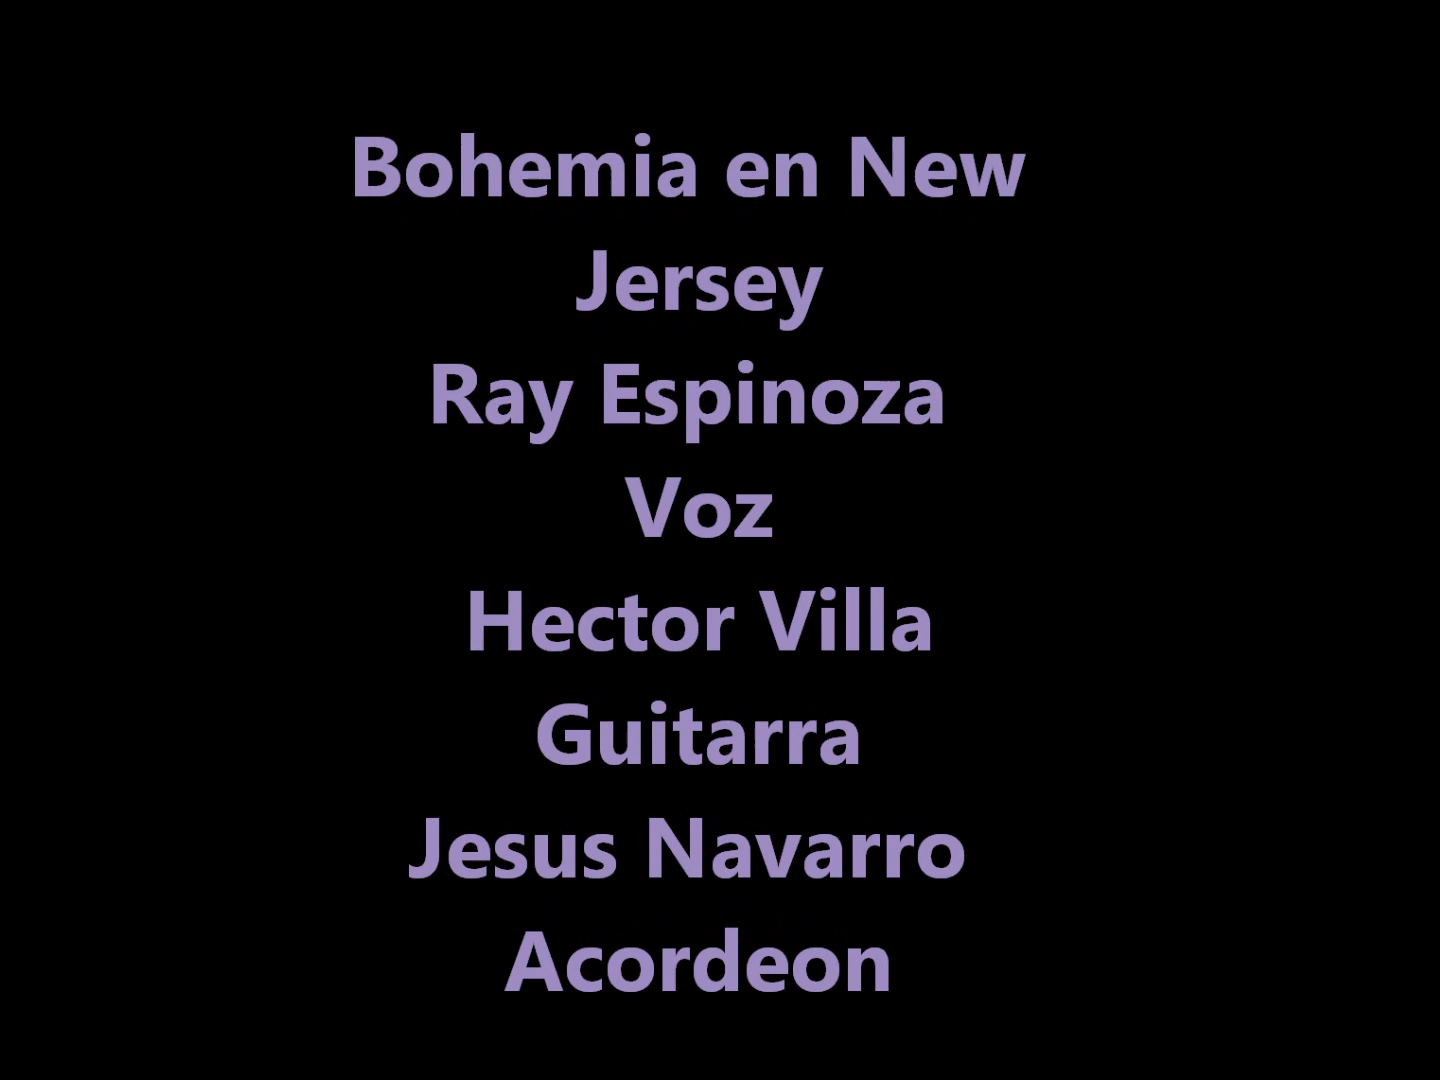 Bohemia en New
Jersey
Ray Espinoza
Voz
Hector Villa
Guitarra
Jesus Navarro
Acordeon